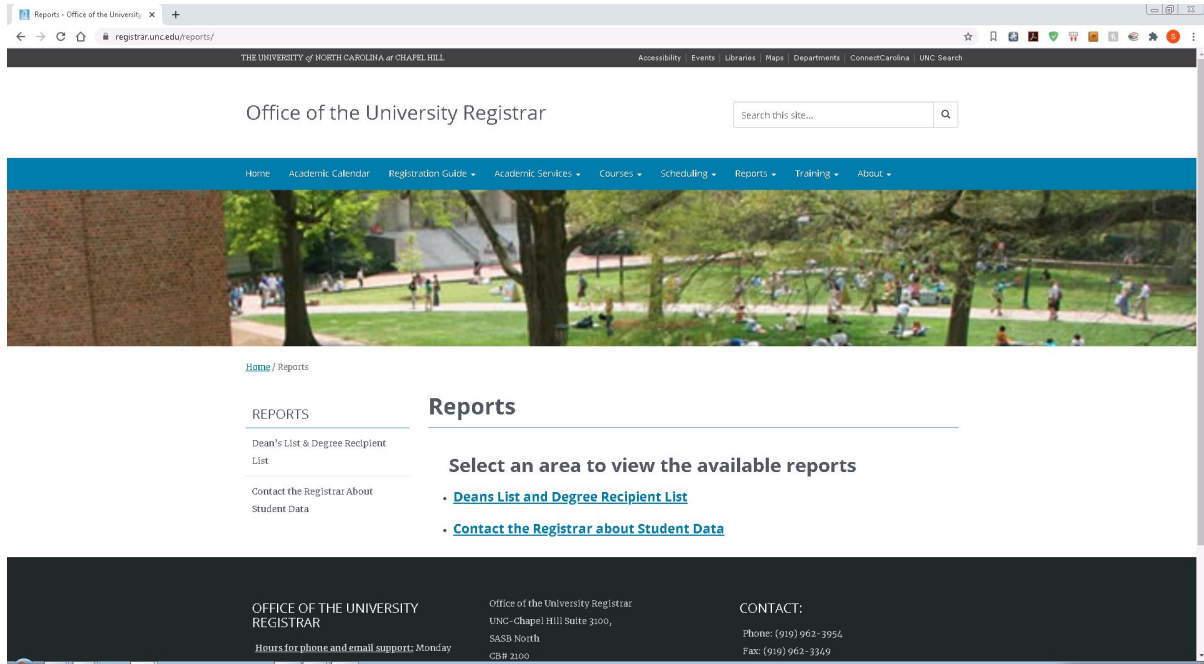 Reports - Office of the University
registrar.unc.edu/reports/
THE UNIVERSITY of NORTH CAROLINA at CHAPEL HILL
Accessibility | Events | Libraries | Maps | Departments | ConnectCarolina | UNC Search
Office of the University Registrar
Search this site...
Home Academic Calendar Registration Guide Academic Services Courses Scheduling Reports Training About
Home / Reports
REPORTS
Dean's List & Degree Recipient
List
Contact the Registrar About
Student Data
Reports
Select an area to view the available reports
• Deans List and Degree Recipient List
• Contact the Registrar about Student Data
OFFICE OF THE UNIVERSITY
REGISTRAR
Hours for phone and email support: Monday
Office of the University Registrar
UNC-Chapel Hill Suite 3100,
SASB North
CB# 2100
CONTACT:
Phone: (919) 962-3954
Fax: (919) 962-3349